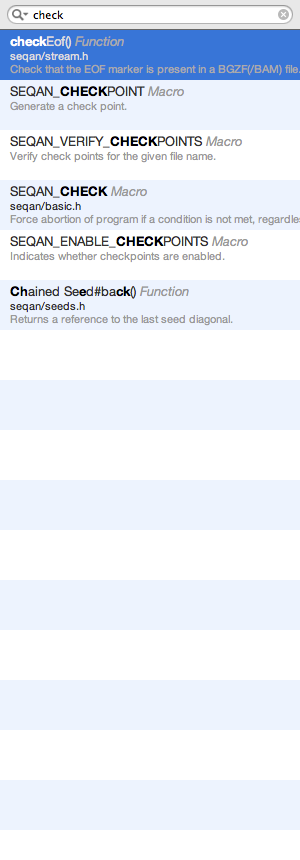 check
checkEof() Function
seqan/stream.h
Check that the EOF marker is present in a BGZF(/BAM) file.
SEQAN_CHECKPOINT Macro
Generate a check point.
SEQAN_VERIFY_CHECKPOINTS Macro
Verify check points for the given file name.
SEQAN_CHECK Macro
seqan/basic.h
Force abortion of program if a condition is not met, regardles
SEQAN_ENABLE_CHECKPOINTS Macro
Indicates whether checkpoints are enabled.
Chained Seed#back() Function
seqan/seeds.h
Returns a reference to the last seed diagonal.